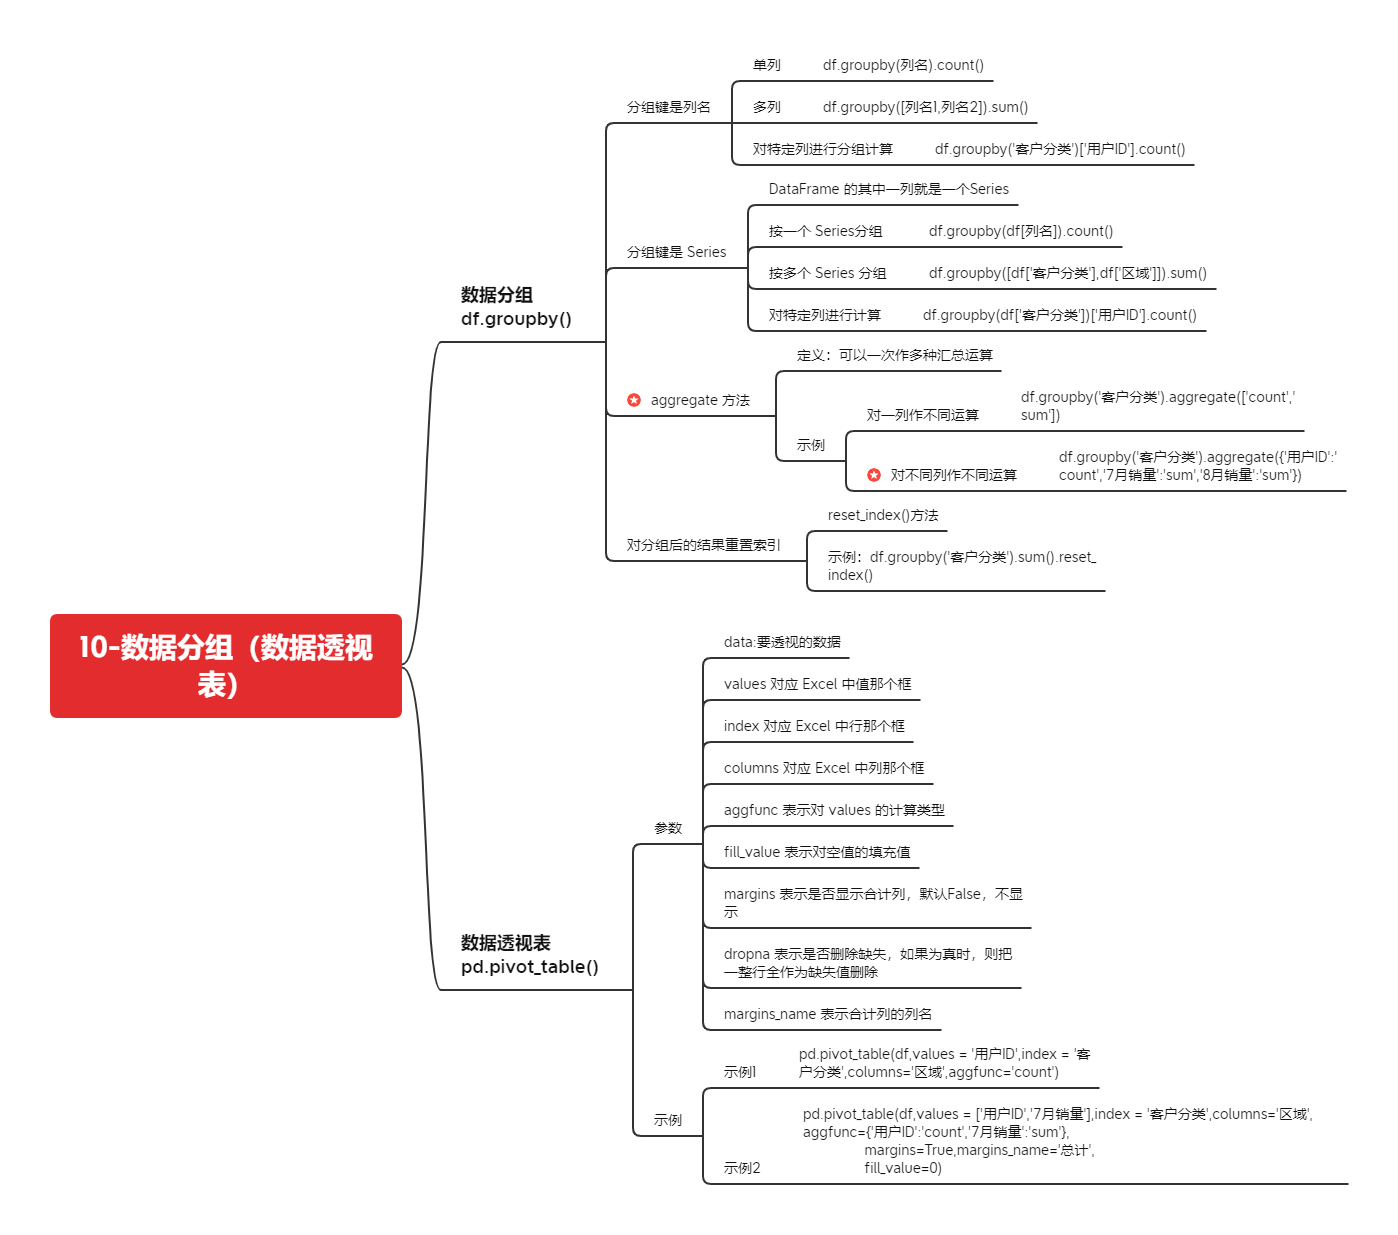 10-数据分组（数据透视
表）
数据分组
df.groupby()
分组键是列名
单列
df.groupby(列名).count()
多列
df.groupby([列名1,列名2]).sum()
对特定列进行分组计算
df.groupby('客户分类')['用户ID'].count()
分组键是 Series
DataFrame 的其中一列就是一个Series
按一个 Series分组
df.groupby(df[列名]).count()
按多个 Series 分组
df.groupby([df['客户分类'],df['区域']]).sum()
对特定列进行计算
df.groupby(df['客户分类'])['用户ID'].count()
aggregate 方法
定义：可以一次作多种汇总运算
示例
对一列作不同运算
df.groupby('客户分类').aggregate(['count','
sum'])
对不同列作不同运算
df.groupby('客户分类').aggregate({'用户ID':'
count','7月销量':'sum','8月销量':'sum'})
对分组后的结果重置索引
reset_index()方法
示例：df.groupby('客户分类').sum().reset_
index()
数据透视表
pd.pivot_table()
参数
data:要透视的数据
values 对应 Excel 中值那个框
index 对应 Excel 中行那个框
columns 对应 Excel 中列那个框
aggfunc 表示对 values 的计算类型
fill_value 表示对空值的填充值
margins 表示是否显示合计列，默认False，不显
示
dropna 表示是否删除缺失，如果为真时，则把
一整行全作为缺失值删除
margins_name 表示合计列的列名
示例
示例1
pd.pivot_table(df,values = '用户ID',index = '客
户分类',columns='区域',aggfunc='count')
示例2
pd.pivot_table(df,values = ['用户ID','7月销量'],index = '客户分类',columns='区域',
aggfunc={'用户ID':'count','7月销量':'sum'},
margins=True,margins_name='总计',
fill_value=0)